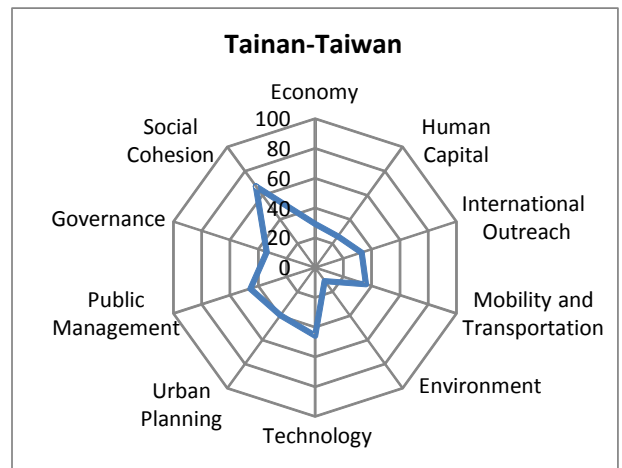 Tainan-Taiwan
Economy
Human
Capital
International
Outreach
Mobility and
Transportation
Environment
Technology
Urban
Planning
Public
Management
Governance
Social
Cohesion
100
80
60
40
20
0